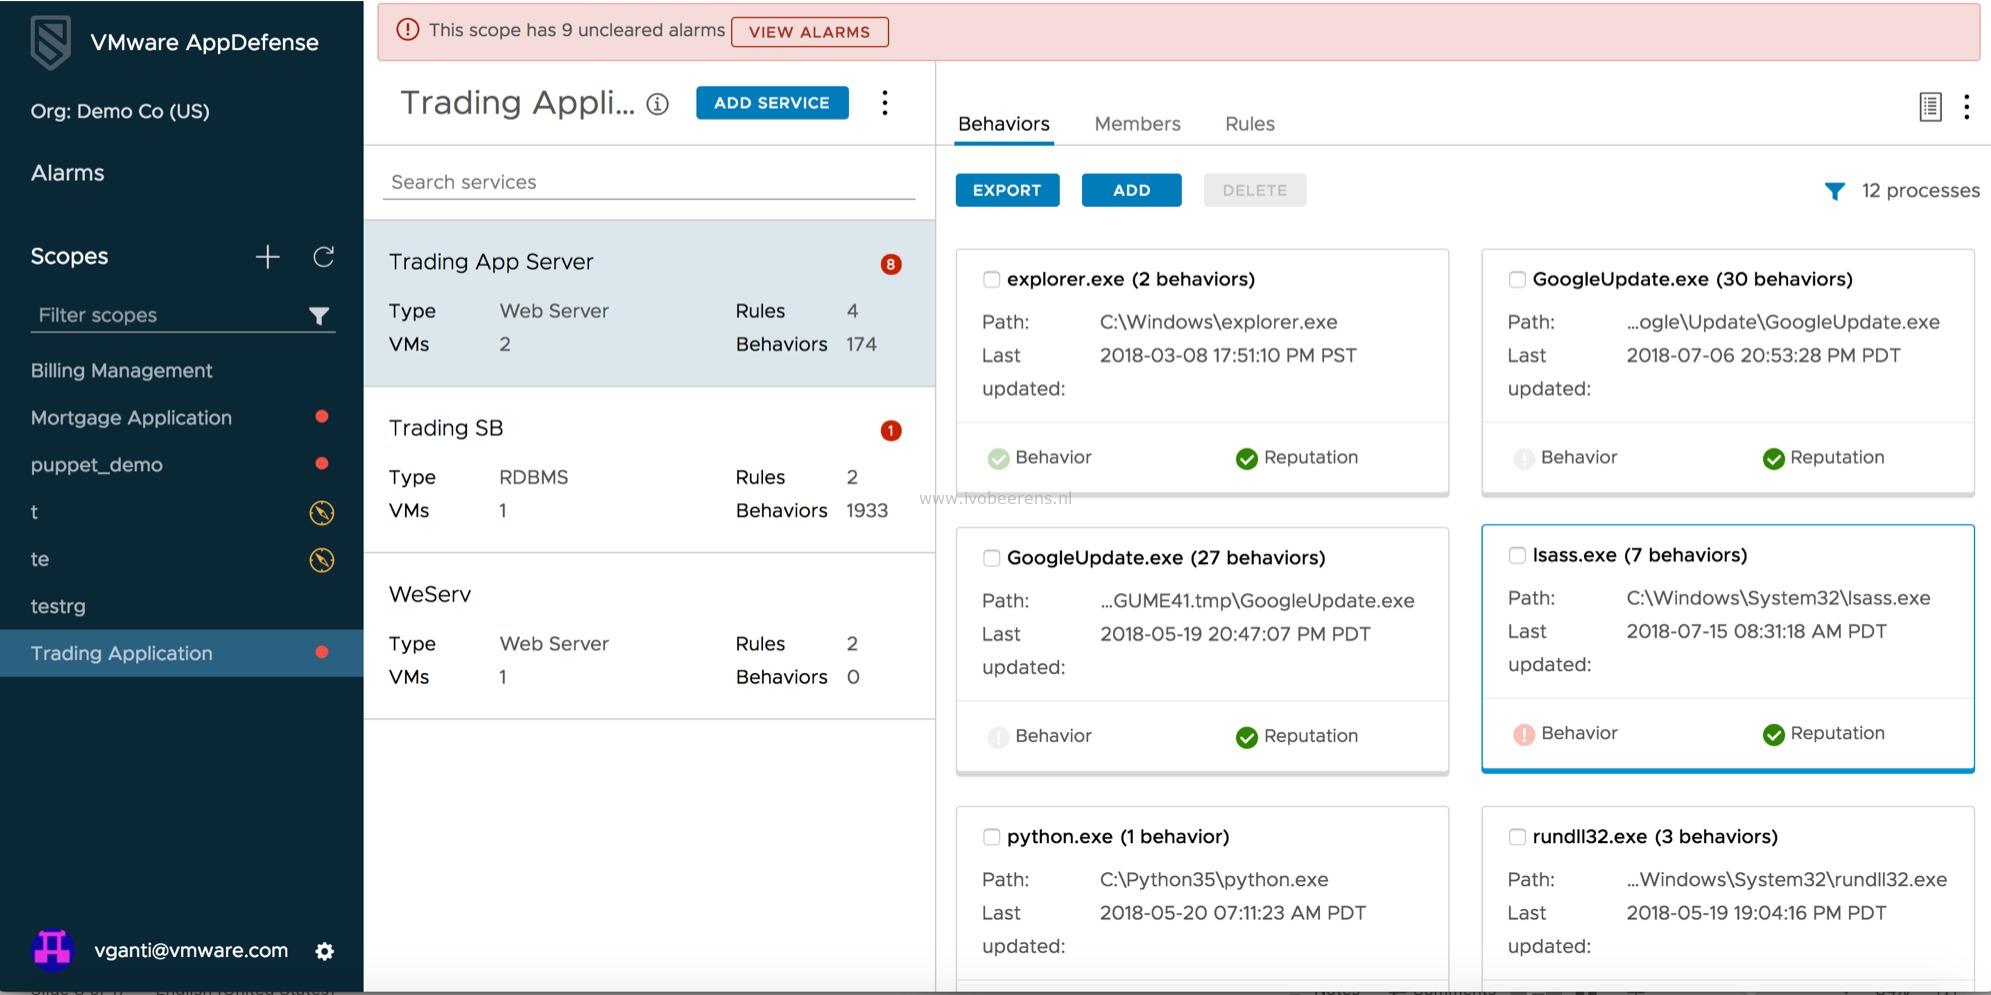 VMware AppDefense
Org: Demo Co (US)
Alarms
Scopes
Filter scopes
Billing Management
Mortgage Application
puppet_demo
t
te
testrg
Trading Application
vganti@vmware.com
This scope has 9 uncleared alarms
VIEW ALARMS
Trading Appli...
ADD SERVICE
Search services
Trading App Server
8
Type Web Server Rules 4
VMs 2 Behaviors 174
Trading SB
1
Type RDBMS Rules 2
VMs 1 Behaviors 1933
WeServ
Type Web Server Rules 2
VMs 1 Behaviors 0
Behaviors Members Rules
EXPORT ADD DELETE
12 processes
explorer.exe (2 behaviors)
Path: C:\Windows\explorer.exe
Last 2018-03-08 17:51:10 PM PST
updated:
Behavior Reputation
GoogleUpdate.exe (30 behaviors)
Path: ...ogle\Update\GoogleUpdate.exe
Last 2018-07-06 20:53:28 PM PDT
updated:
Behavior Reputation
www.ivobeerens.nl
GoogleUpdate.exe (27 behaviors)
Path: ...GUME41.tmp\GoogleUpdate.exe
Last 2018-05-19 20:47:07 PM PDT
updated:
Behavior Reputation
lsass.exe (7 behaviors)
Path: C:\Windows\System32\lsass.exe
Last 2018-07-15 08:31:18 AM PDT
updated:
Behavior Reputation
python.exe (1 behavior)
Path: C:\Python35\python.exe
Last 2018-05-20 07:11:23 AM PDT
updated:
rundll32.exe (3 behaviors)
Path: ...Windows\System32\rundll32.exe
Last 2018-05-19 19:04:16 PM PDT
updated: